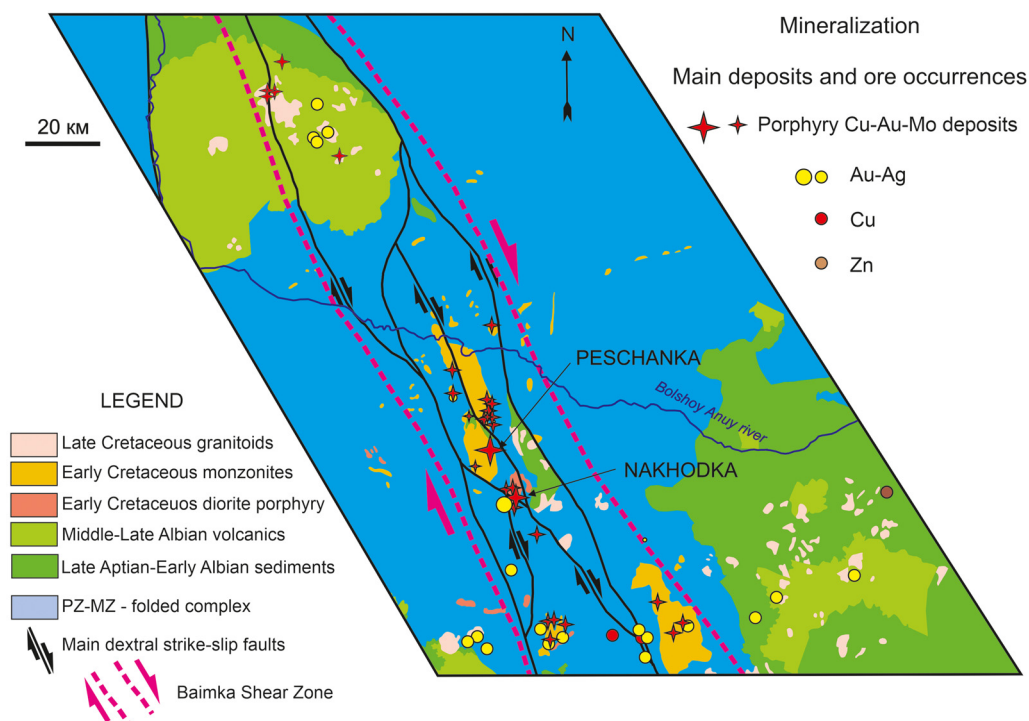 Mineralization
Main deposits and ore occurrences
Porphyry Cu-Au-Mo deposits
Au-Ag
Cu
Zn
N
20 км
PESCHANKA
Bolshoy Anuy river
NAKHODKA
LEGEND
Late Cretaceous granitoids
Early Cretaceous monzonites
Early Cretaceuos diorite porphyry
Middle-Late Albian volcanics
Late Aptian-Early Albian sediments
PZ-MZ - folded complex
Main dextral strike-slip faults
Baimka Shear Zone